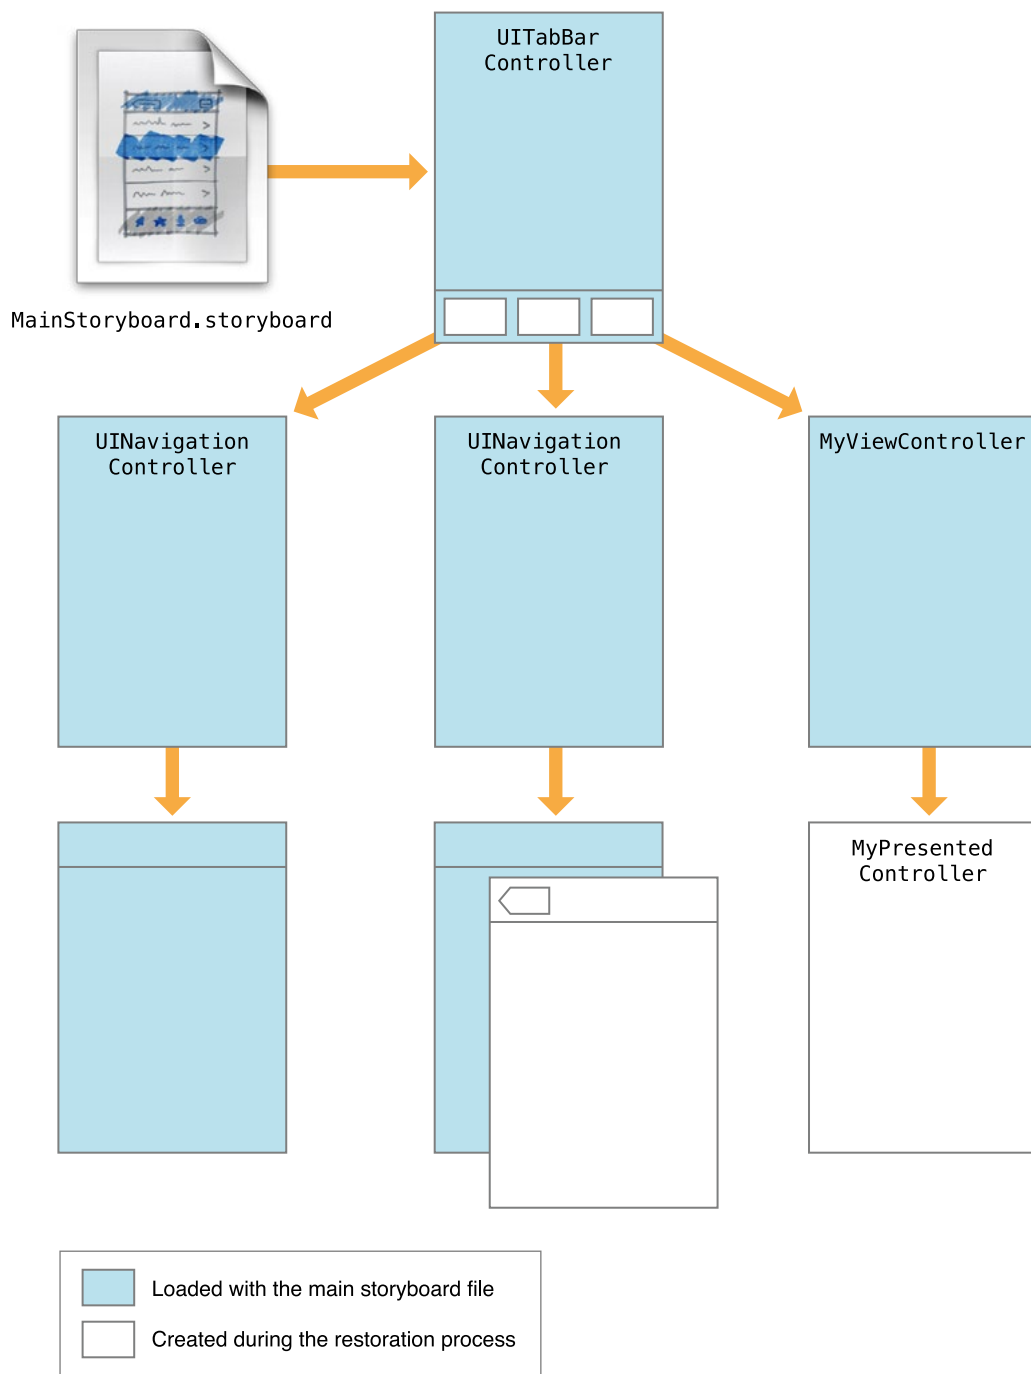 UITabBar
Controller
MainStoryboard.storyboard
UINavigation
Controller
UINavigation
Controller
MyViewController
MyPresented
Controller
Loaded with the main storyboard file
Created during the restoration process